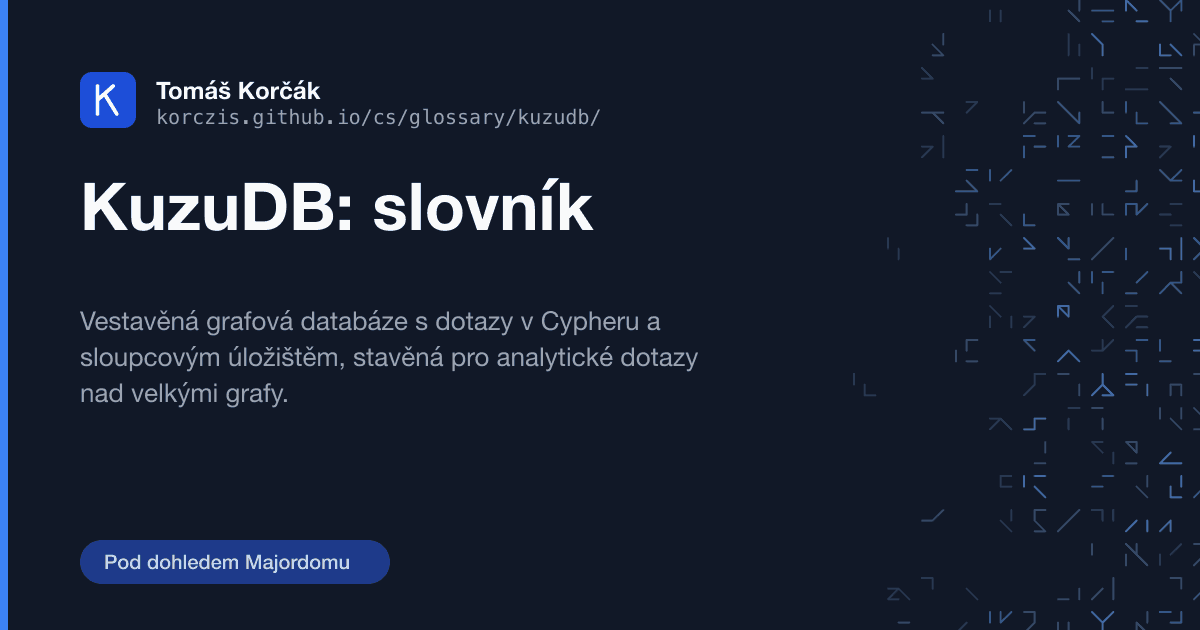 K
Tomáš Korčák
korczis.github.io/cs/glossary/kuzudb/
KuzuDB: slovník
Vestavěná grafová databáze s dotazy v Cypheru a
sloupcovým úložištěm, stavěná pro analytické dotazy
nad velkými grafy.
Pod dohledem Majordomu